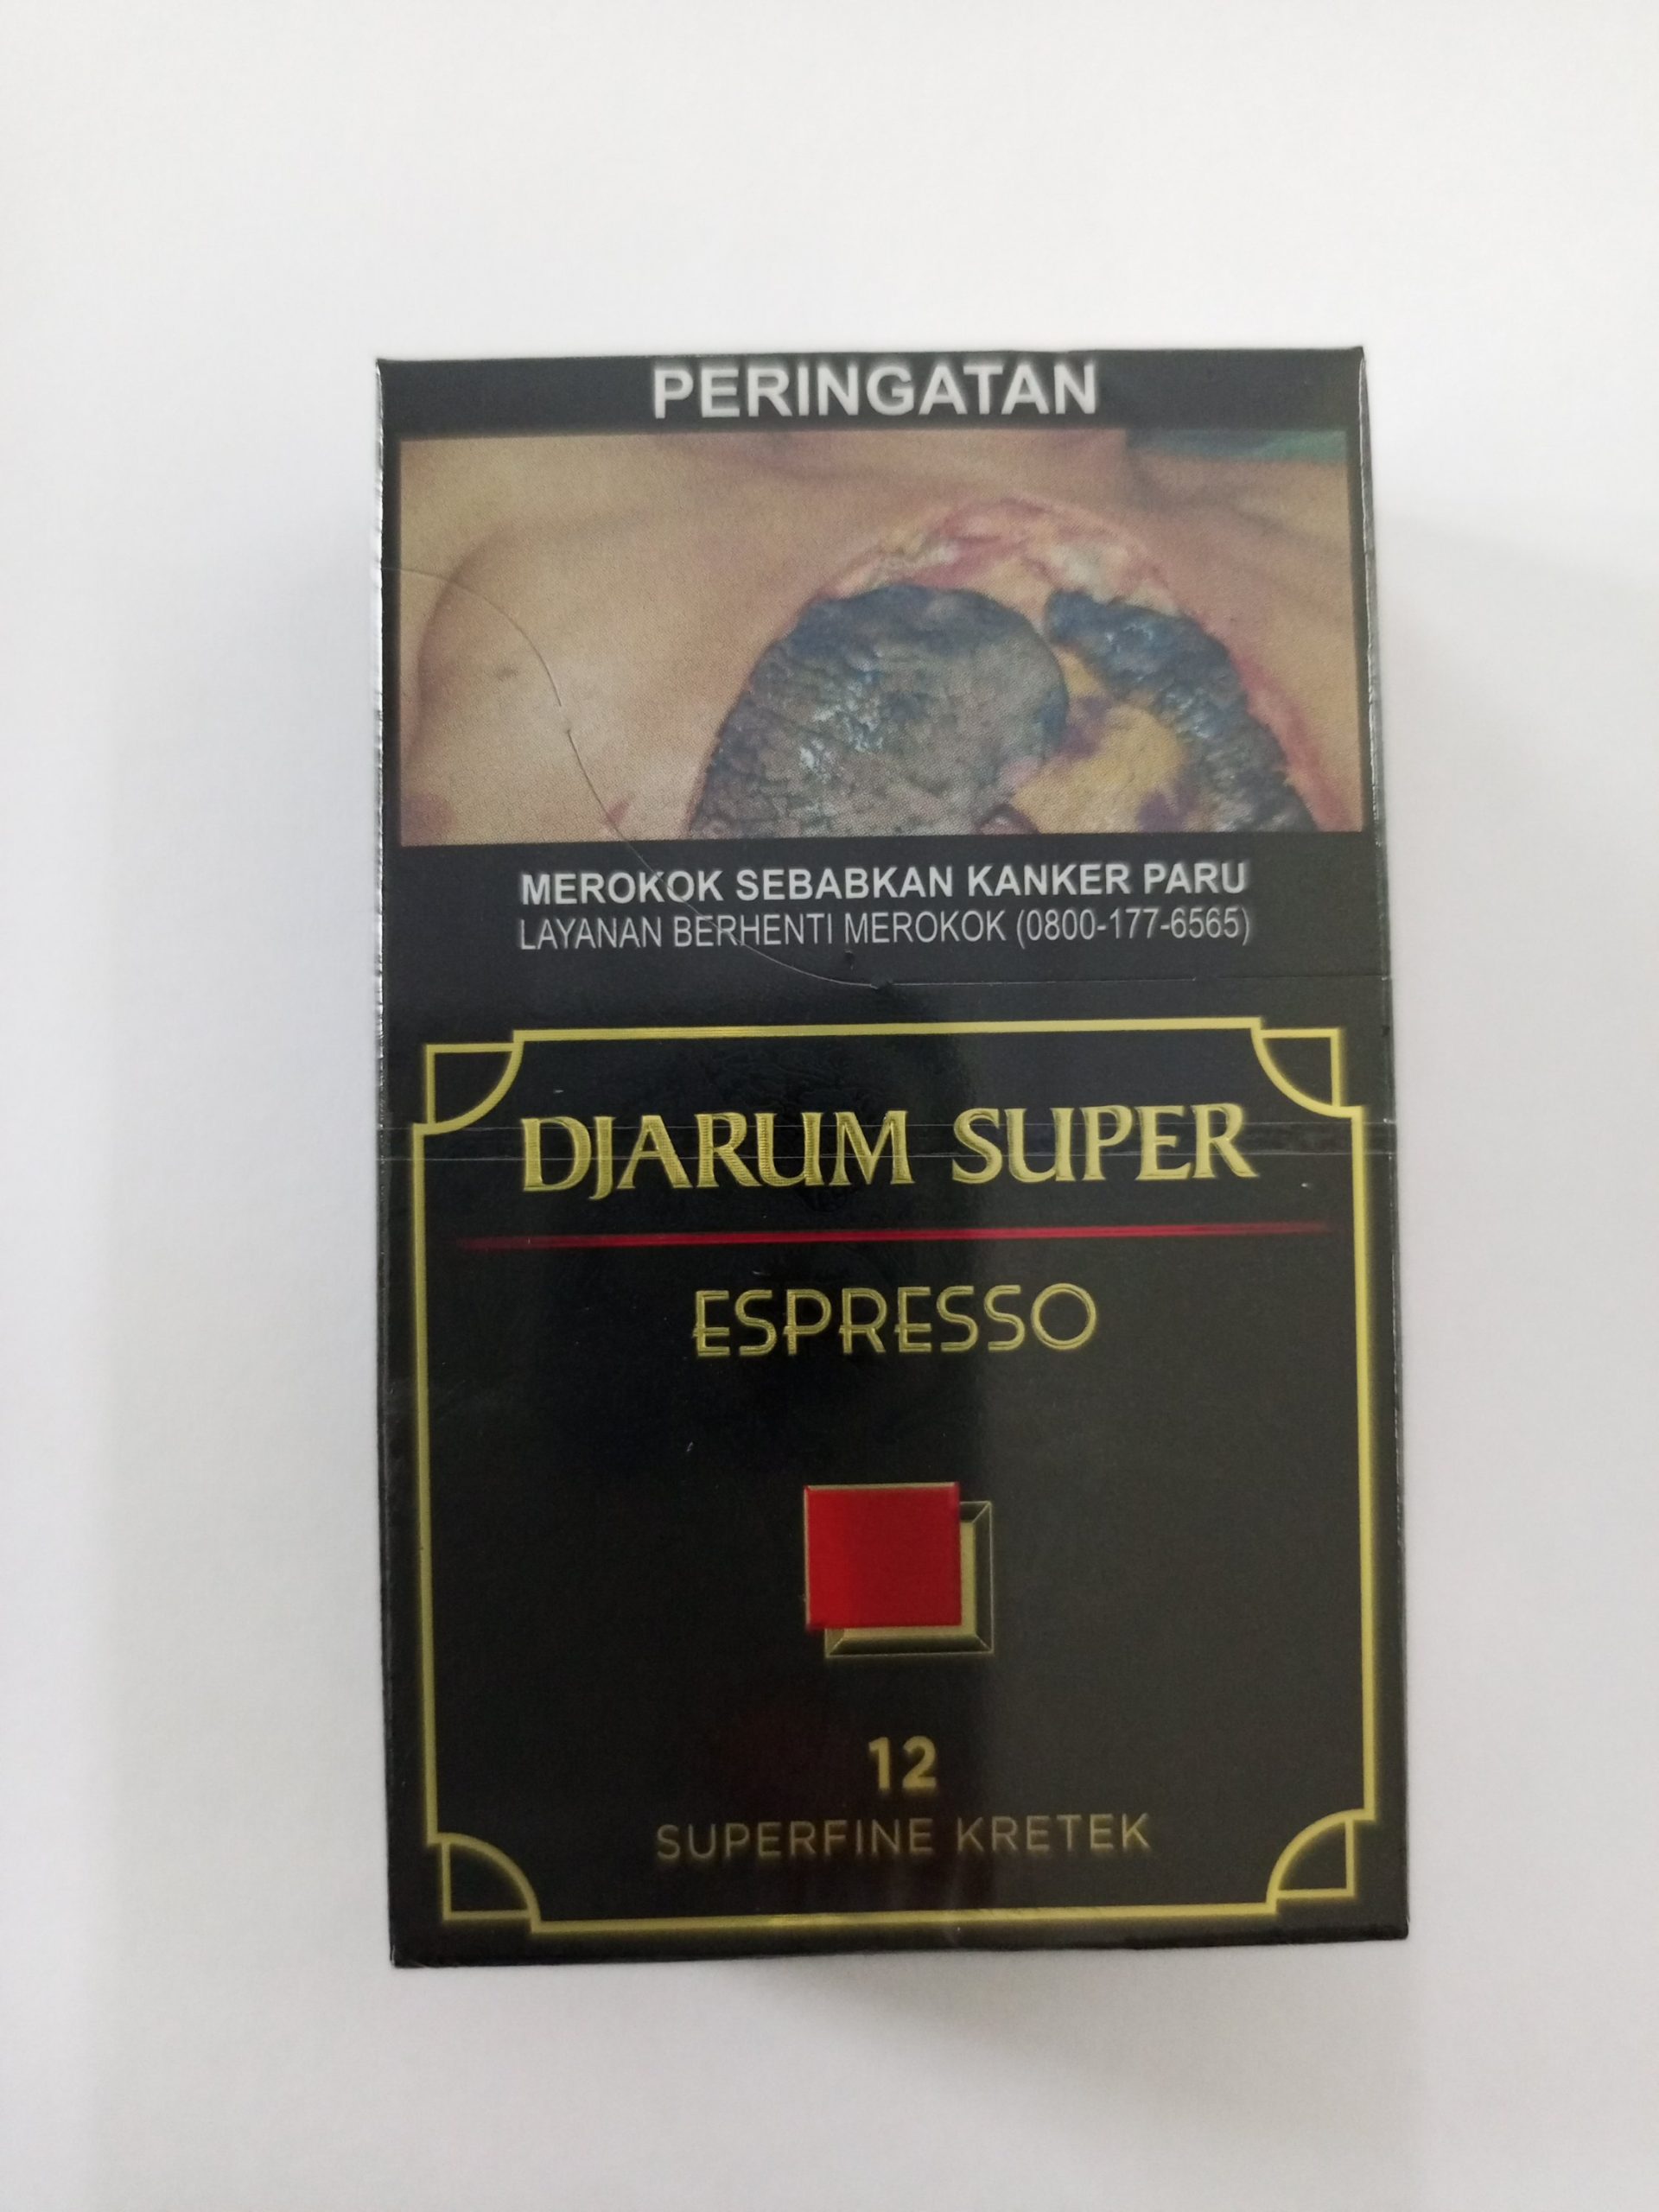 PERINGATAN
MEROKOK SEBABKAN KANKER PARU
LAYANAN BERHENTI MEROKOK (0800-177-6565)
DJARUM SUPER
ESPRESSO
12
SUPERFINE KRETEK